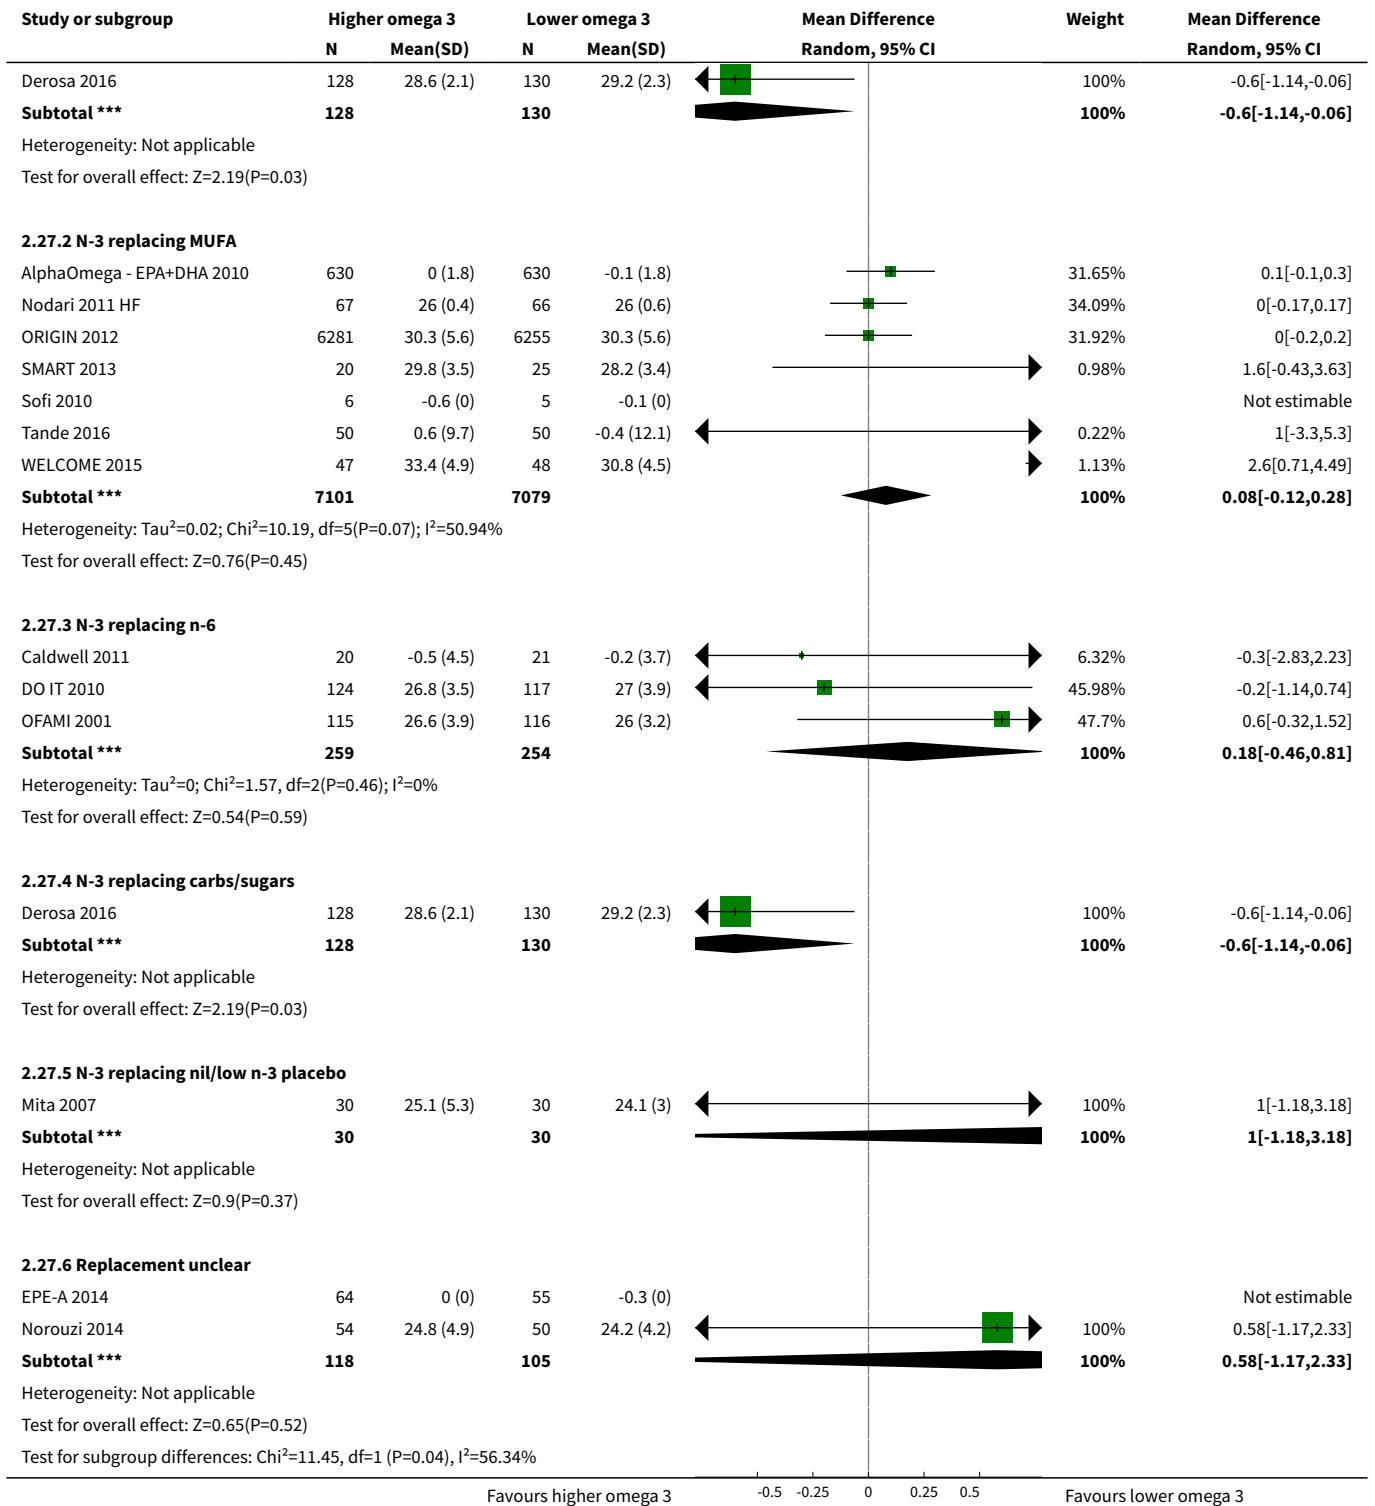 Study or subgroup Higher omega 3 Lower omega 3 Mean Difference Weight Mean Difference
N Mean(SD) N Mean(SD) Random, 95% CI Random, 95% CI
Derosa 2016 128 28.6 (2.1) 130 29.2 (2.3) 100% -0.6[-1.14,-0.06]
Subtotal *** 128 130 100% -0.6[-1.14,-0.06]
Heterogeneity: Not applicable
Test for overall effect: Z=2.19(P=0.03)
2.27.2 N-3 replacing MUFA
AlphaOmega - EPA+DHA 2010 630 0 (1.8) 630 -0.1 (1.8) 31.65% 0.1[-0.1,0.3]
Nodari 2011 HF 67 26 (0.4) 66 26 (0.6) 34.09% 0[-0.17,0.17]
ORIGIN 2012 6281 30.3 (5.6) 6255 30.3 (5.6) 31.92% 0[-0.2,0.2]
SMART 2013 20 29.8 (3.5) 25 28.2 (3.4) 0.98% 1.6[-0.43,3.63]
Sofi 2010 6 -0.6 (0) 5 -0.1 (0) Not estimable
Tande 2016 50 0.6 (9.7) 50 -0.4 (12.1) 0.22% 1[-3.3,5.3]
WELCOME 2015 47 33.4 (4.9) 48 30.8 (4.5) 1.13% 2.6[0.71,4.49]
Subtotal *** 7101 7079 100% 0.08[-0.12,0.28]
Heterogeneity: Tau²=0.02; Chi²=10.19, df=5(P=0.07); I²=50.94%
Test for overall effect: Z=0.76(P=0.45)
2.27.3 N-3 replacing n-6
Caldwell 2011 20 -0.5 (4.5) 21 -0.2 (3.7) 6.32% -0.3[-2.83,2.23]
DO IT 2010 124 26.8 (3.5) 117 27 (3.9) 45.98% -0.2[-1.14,0.74]
OFAMI 2001 115 26.6 (3.9) 116 26 (3.2) 47.7% 0.6[-0.32,1.52]
Subtotal *** 259 254 100% 0.18[-0.46,0.81]
Heterogeneity: Tau²=0; Chi²=1.57, df=2(P=0.46); I²=0%
Test for overall effect: Z=0.54(P=0.59)
2.27.4 N-3 replacing carbs/sugars
Derosa 2016 128 28.6 (2.1) 130 29.2 (2.3) 100% -0.6[-1.14,-0.06]
Subtotal *** 128 130 100% -0.6[-1.14,-0.06]
Heterogeneity: Not applicable
Test for overall effect: Z=2.19(P=0.03)
2.27.5 N-3 replacing nil/low n-3 placebo
Mita 2007 30 25.1 (5.3) 30 24.1 (3) 100% 1[-1.18,3.18]
Subtotal *** 30 30 100% 1[-1.18,3.18]
Heterogeneity: Not applicable
Test for overall effect: Z=0.9(P=0.37)
2.27.6 Replacement unclear
EPE-A 2014 64 0 (0) 55 -0.3 (0) Not estimable
Norouzi 2014 54 24.8 (4.9) 50 24.2 (4.2) 100% 0.58[-1.17,2.33]
Subtotal *** 118 105 100% 0.58[-1.17,2.33]
Heterogeneity: Not applicable
Test for overall effect: Z=0.65(P=0.52)
Test for subgroup differences: Chi²=11.45, df=1 (P=0.04), I²=56.34%
Favours higher omega 3 -0.5 -0.25 0 0.25 0.5 Favours lower omega 3